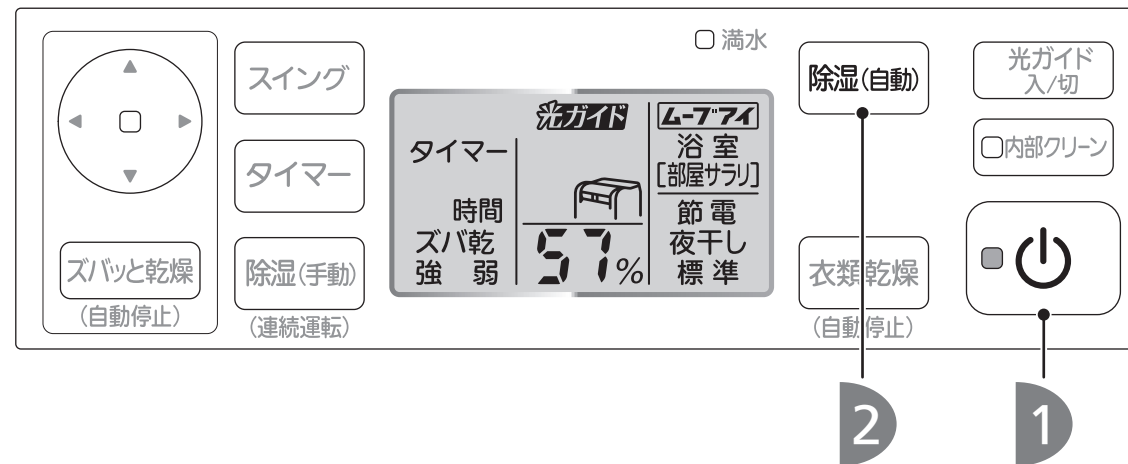 満水
スイング
タイマー
ズバッと乾燥
(自動停止)
除湿(手動)
(連続運転)
光ガイド
タイマー
時間
ズバ乾
強 弱
57%
ムーブアイ
浴室
[部屋サラリ]
節電
夜干し
標準
除湿(自動)
衣類乾燥
(自動停止)
光ガイド
入/切
内部クリーン
2
1